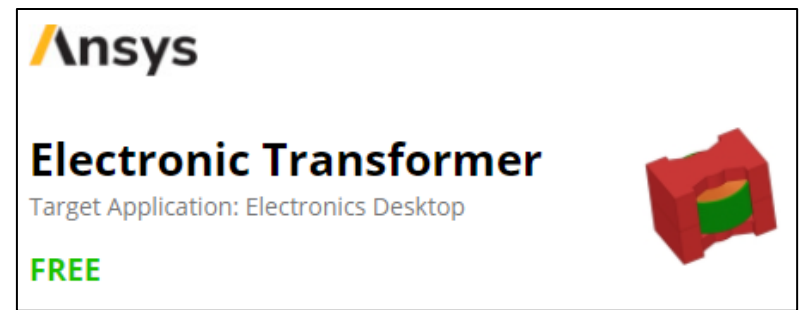 Ansys
Electronic Transformer
Target Application: Electronics Desktop
FREE